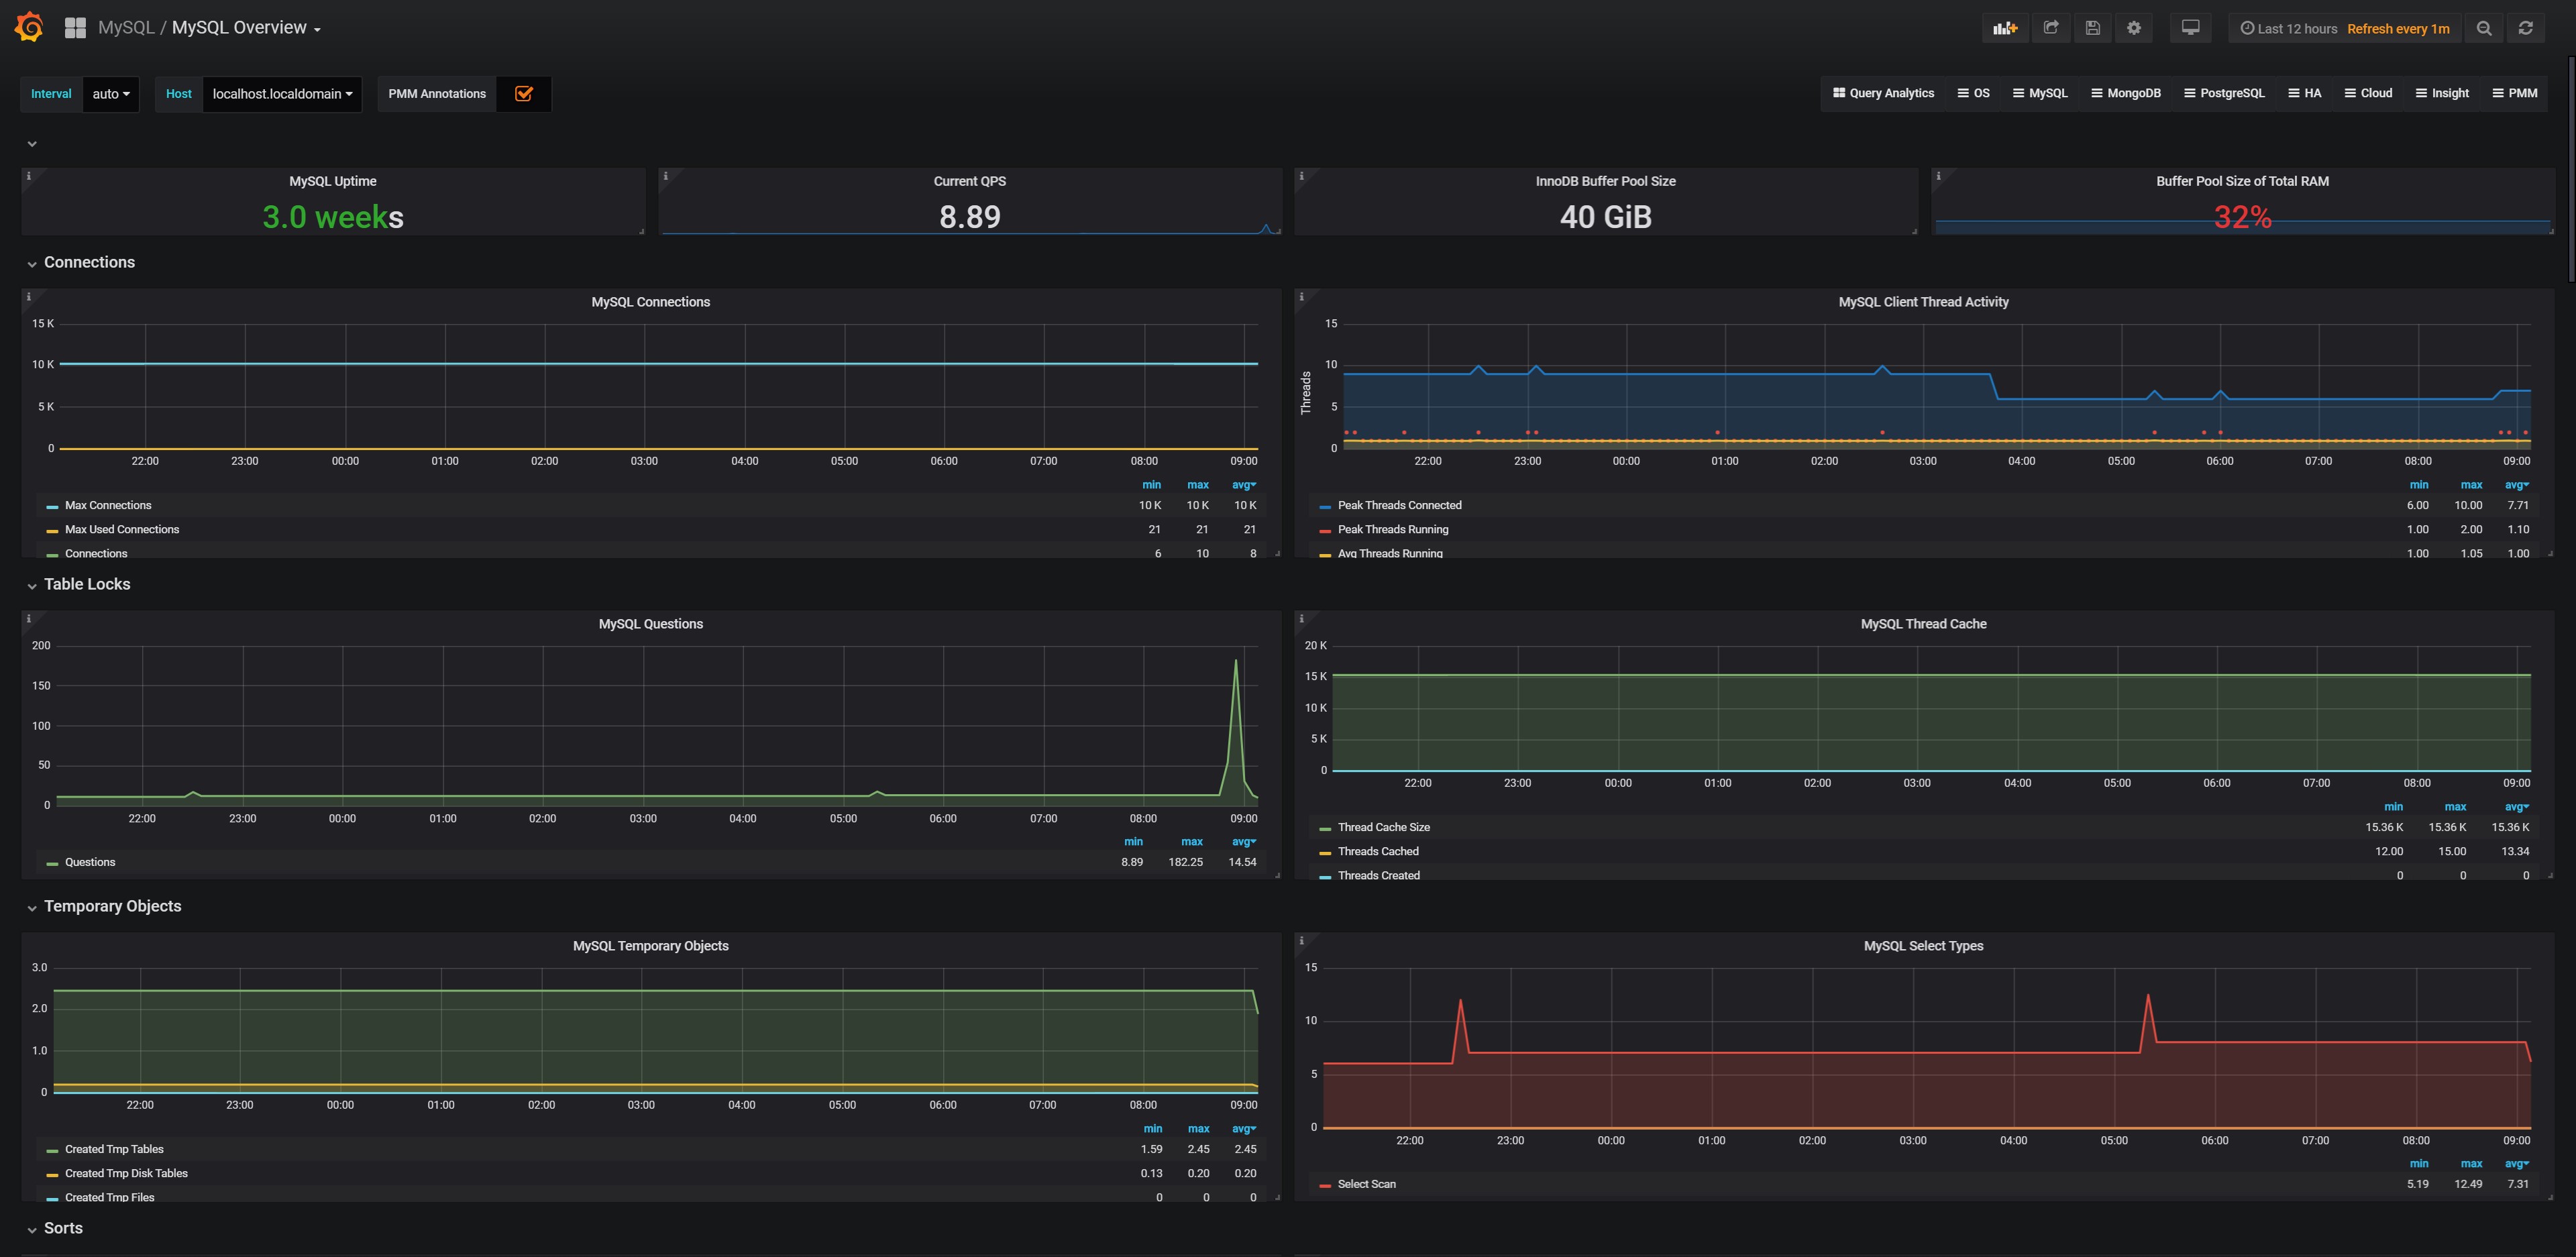 MySQL / MySQL Overview
Last 12 hours Refresh every 1m
Interval auto Host localhost.localdomain PMM Annotations
Query Analytics OS MySQL MongoDB PostgreSQL HA Cloud Insight PMM
MySQL Uptime
3.0 weeks
Current QPS
8.89
InnoDB Buffer Pool Size
40 GiB
Buffer Pool Size of Total RAM
32%
Connections
MySQL Connections
15 K
10 K
5 K
0
22:00 23:00 00:00 01:00 02:00 03:00 04:00 05:00 06:00 07:00 08:00 09:00
min max avg
Max Connections 10 K 10 K 10 K
Max Used Connections 21 21 21
Connections 6 10 8
MySQL Client Thread Activity
Threads
15
10
5
0
22:00 23:00 00:00 01:00 02:00 03:00 04:00 05:00 06:00 07:00 08:00 09:00
min max avg
Peak Threads Connected 6.00 10.00 7.71
Peak Threads Running 1.00 2.00 1.10
Avg Threads Running 1.00 1.05 1.00
Table Locks
MySQL Questions
200
150
100
50
0
22:00 23:00 00:00 01:00 02:00 03:00 04:00 05:00 06:00 07:00 08:00 09:00
min max avg
Questions 8.89 182.25 14.54
MySQL Thread Cache
20 K
15 K
10 K
5 K
0
22:00 23:00 00:00 01:00 02:00 03:00 04:00 05:00 06:00 07:00 08:00 09:00
min max avg
Thread Cache Size 15.36 K 15.36 K 15.36 K
Threads Cached 12.00 15.00 13.34
Threads Created 0 0 0
Temporary Objects
MySQL Temporary Objects
3.0
2.0
1.0
0
22:00 23:00 00:00 01:00 02:00 03:00 04:00 05:00 06:00 07:00 08:00 09:00
min max avg
Created Tmp Tables 1.59 2.45 2.45
Created Tmp Disk Tables 0.13 0.20 0.20
Created Tmp Files 0 0 0
MySQL Select Types
15
10
5
0
22:00 23:00 00:00 01:00 02:00 03:00 04:00 05:00 06:00 07:00 08:00 09:00
min max avg
Select Scan 5.19 12.49 7.31
Sorts